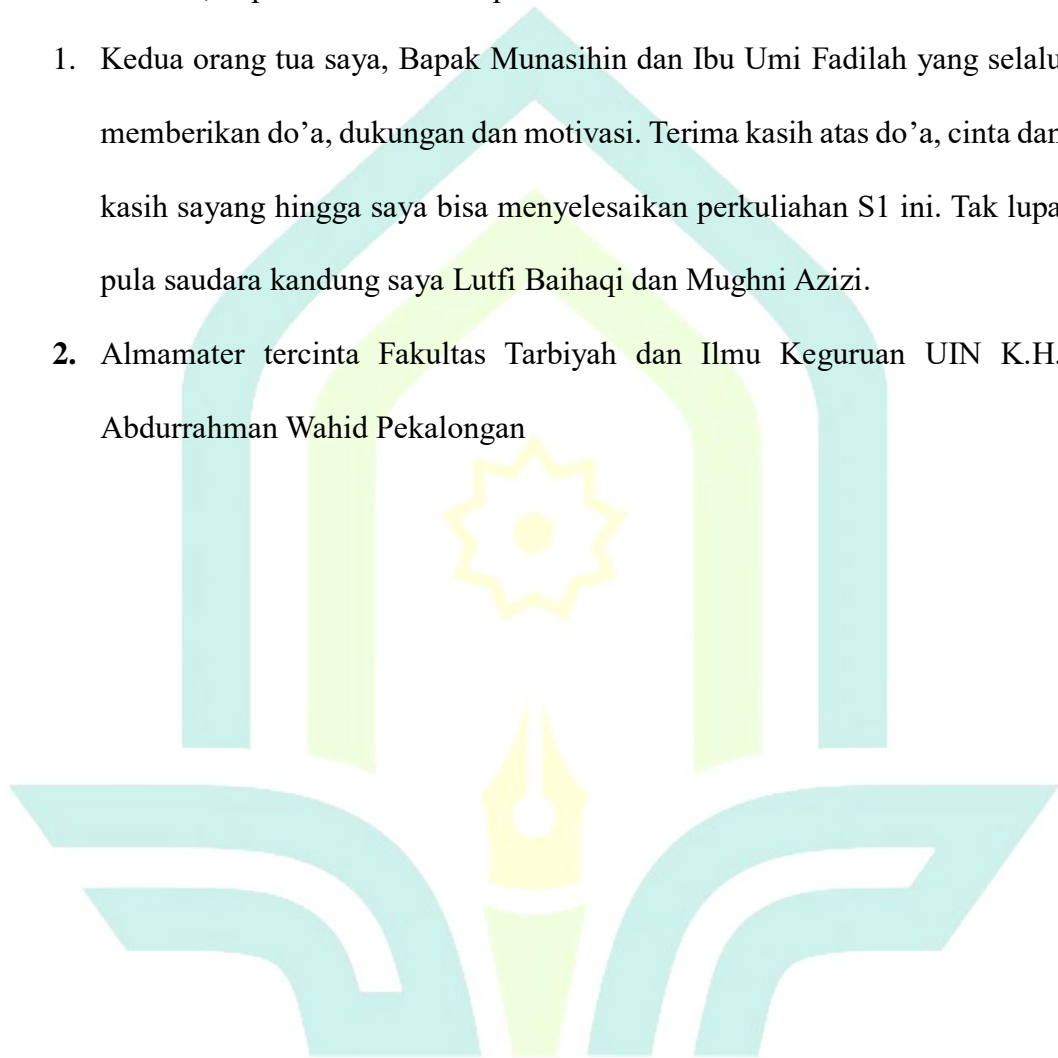 1. Kedua orang tua saya, Bapak Munasihin dan Ibu Umi Fadilah yang selalu
memberikan do’a, dukungan dan motivasi. Terima kasih atas do’a, cinta dan
kasih sayang hingga saya bisa menyelesaikan perkuliahan S1 ini. Tak lupa
pula saudara kandung saya Lutfi Baihaqi dan Mughni Azizi.
2. Almamater tercinta Fakultas Tarbiyah dan Ilmu Keguruan UIN K.H.
Abdurrahman Wahid Pekalongan